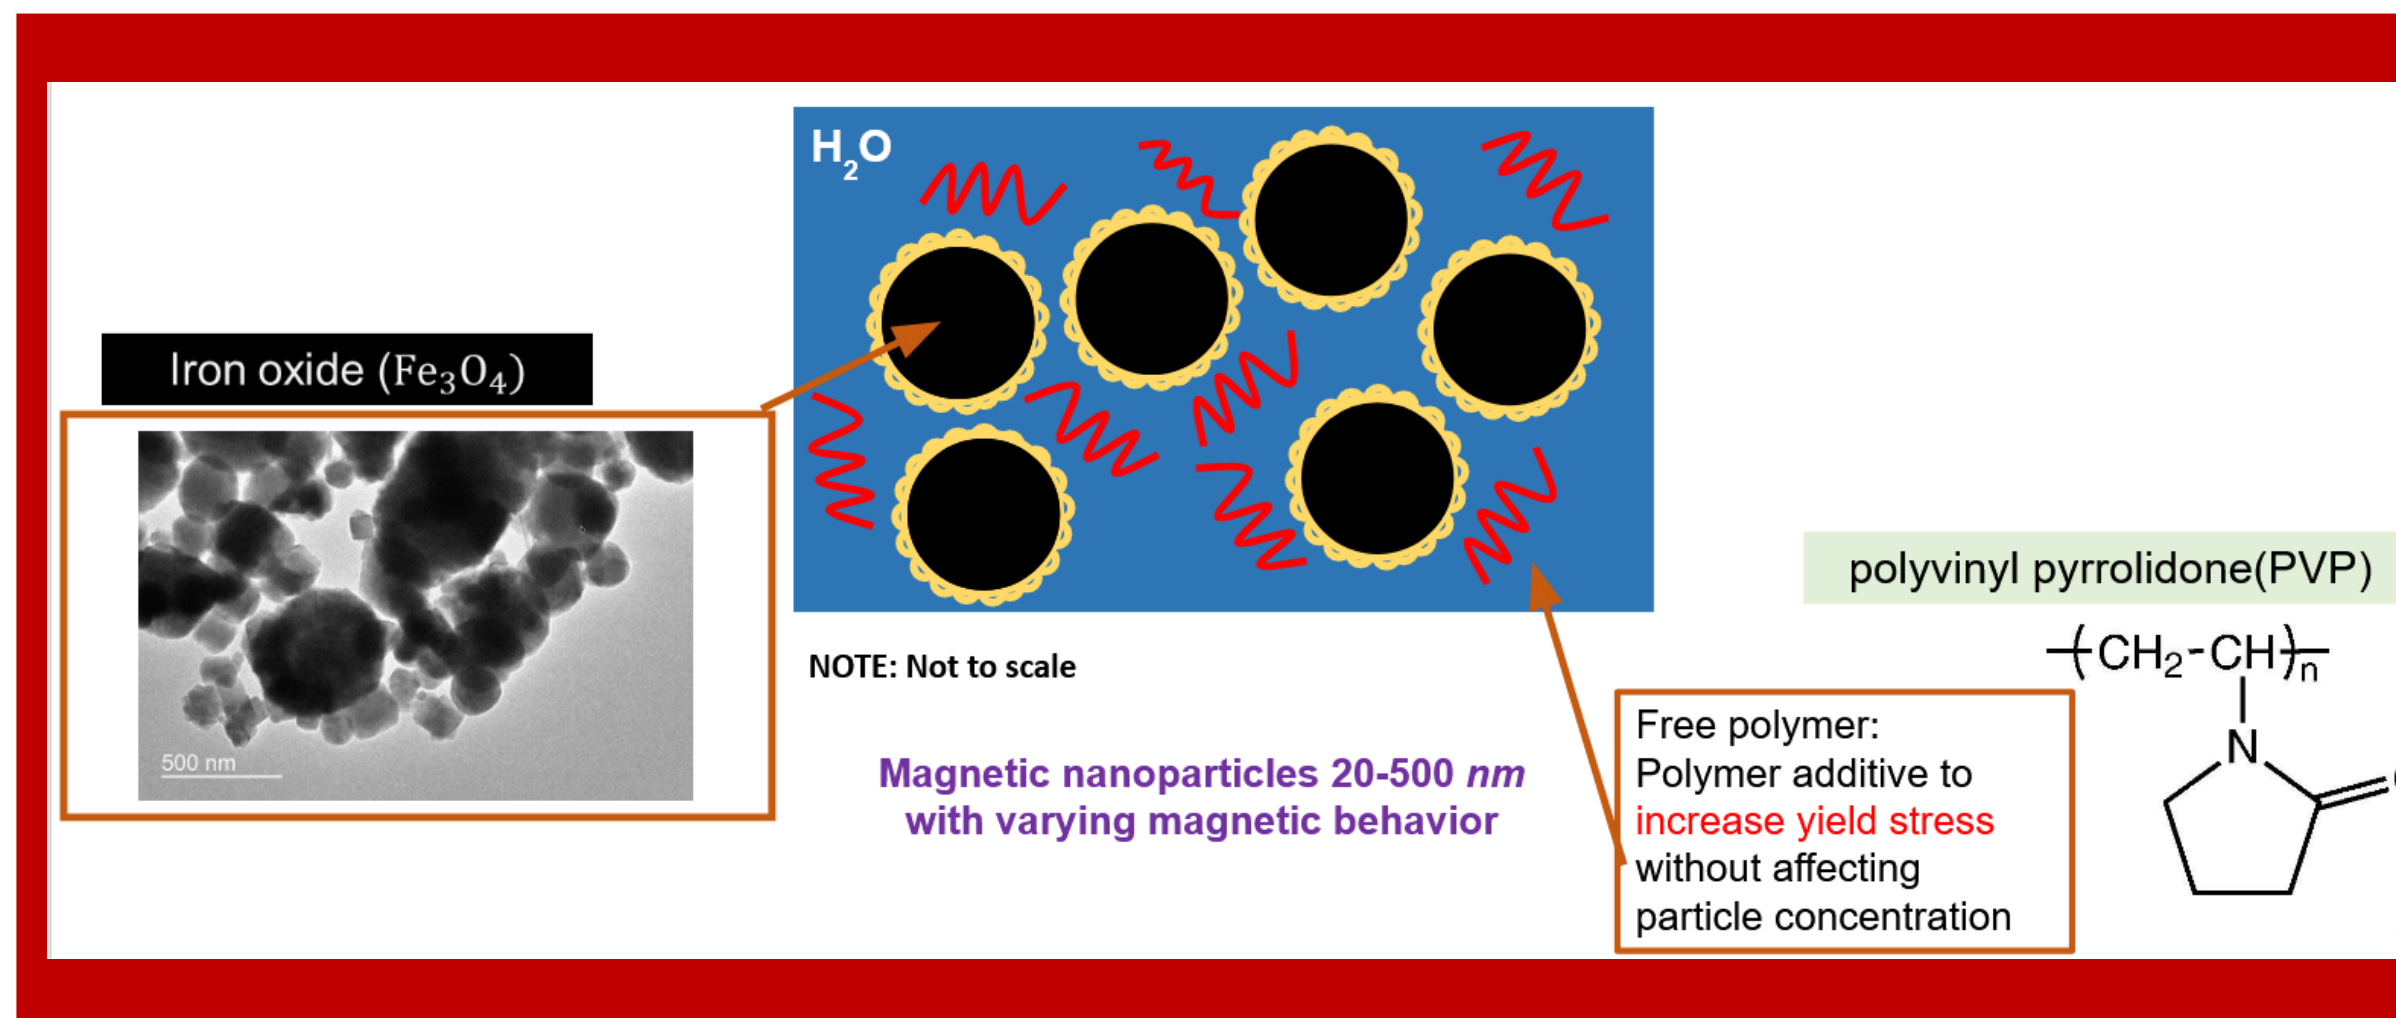 H₂O
Iron oxide (Fe₃O₄)
500 nm
NOTE: Not to scale
Magnetic nanoparticles 20-500 nm
with varying magnetic behavior
polyvinyl pyrrolidone(PVP)
-(CH₂-CH)n-
N
Free polymer:
Polymer additive to
increase yield stress
without affecting
particle concentration